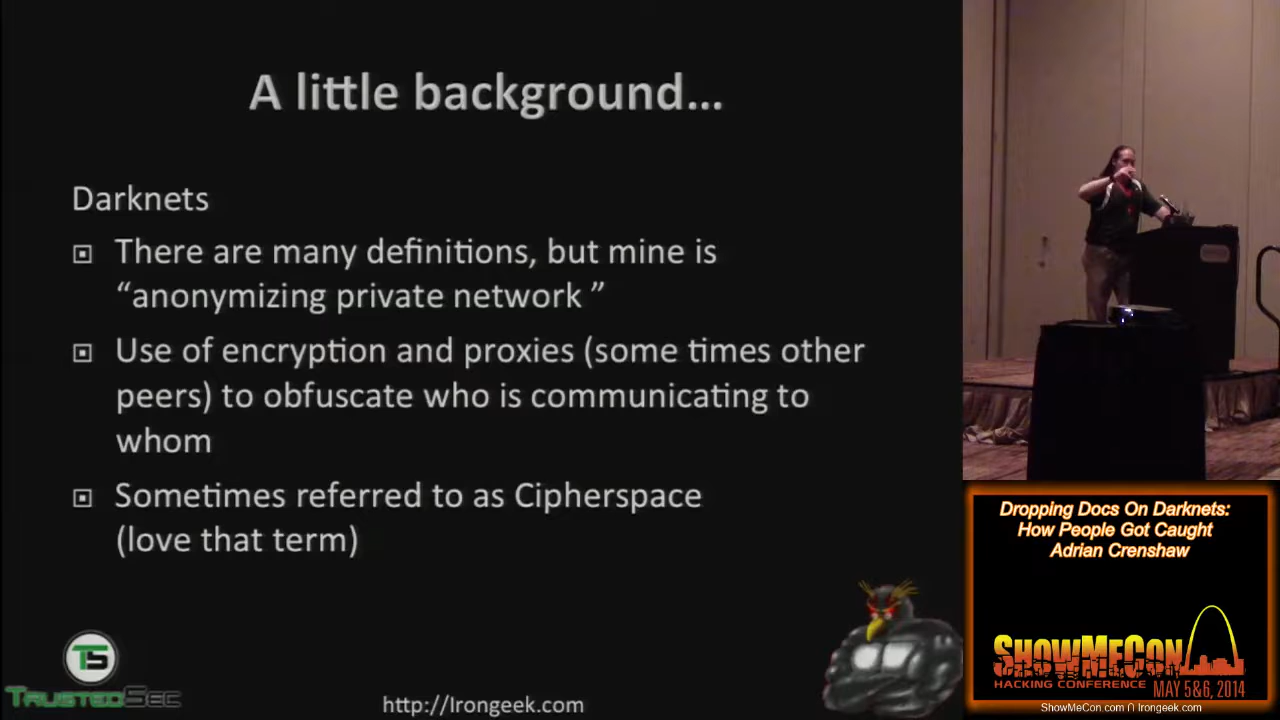 A little background...
Darknets
There are many definitions, but mine is
“anonymizing private network ”
Use of encryption and proxies (some times other
peers) to obfuscate who is communicating to
whom
Sometimes referred to as Cipherspace
(love that term)
TS
TRUSTEDSEC
http://Irongeek.com
Dropping Docs On Darknets:
How People Got Caught
Adrian Crenshaw
SHOWMECON
HACKING CONFERENCE MAY 5&6, 2014
ShowMeCon.com ∩ Irongeek.com